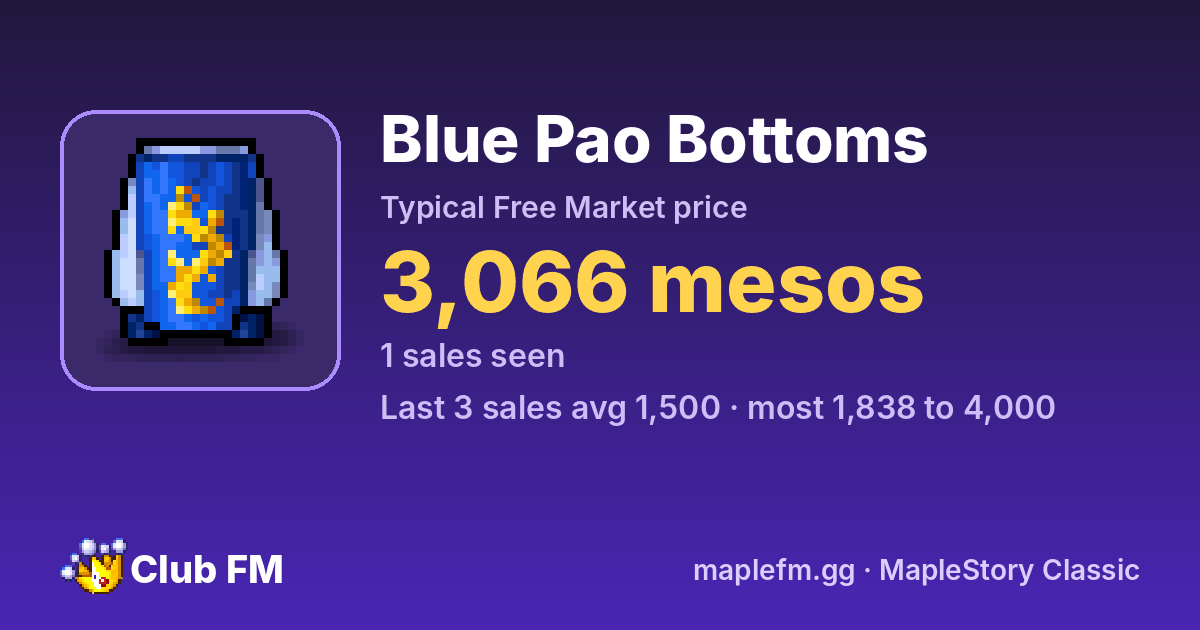 Blue Pao Bottoms
Typical Free Market price
3,066 mesos
1 sales seen
Last 3 sales avg 1,500 · most 1,838 to 4,000
Club FM
maplefm.gg · MapleStory Classic